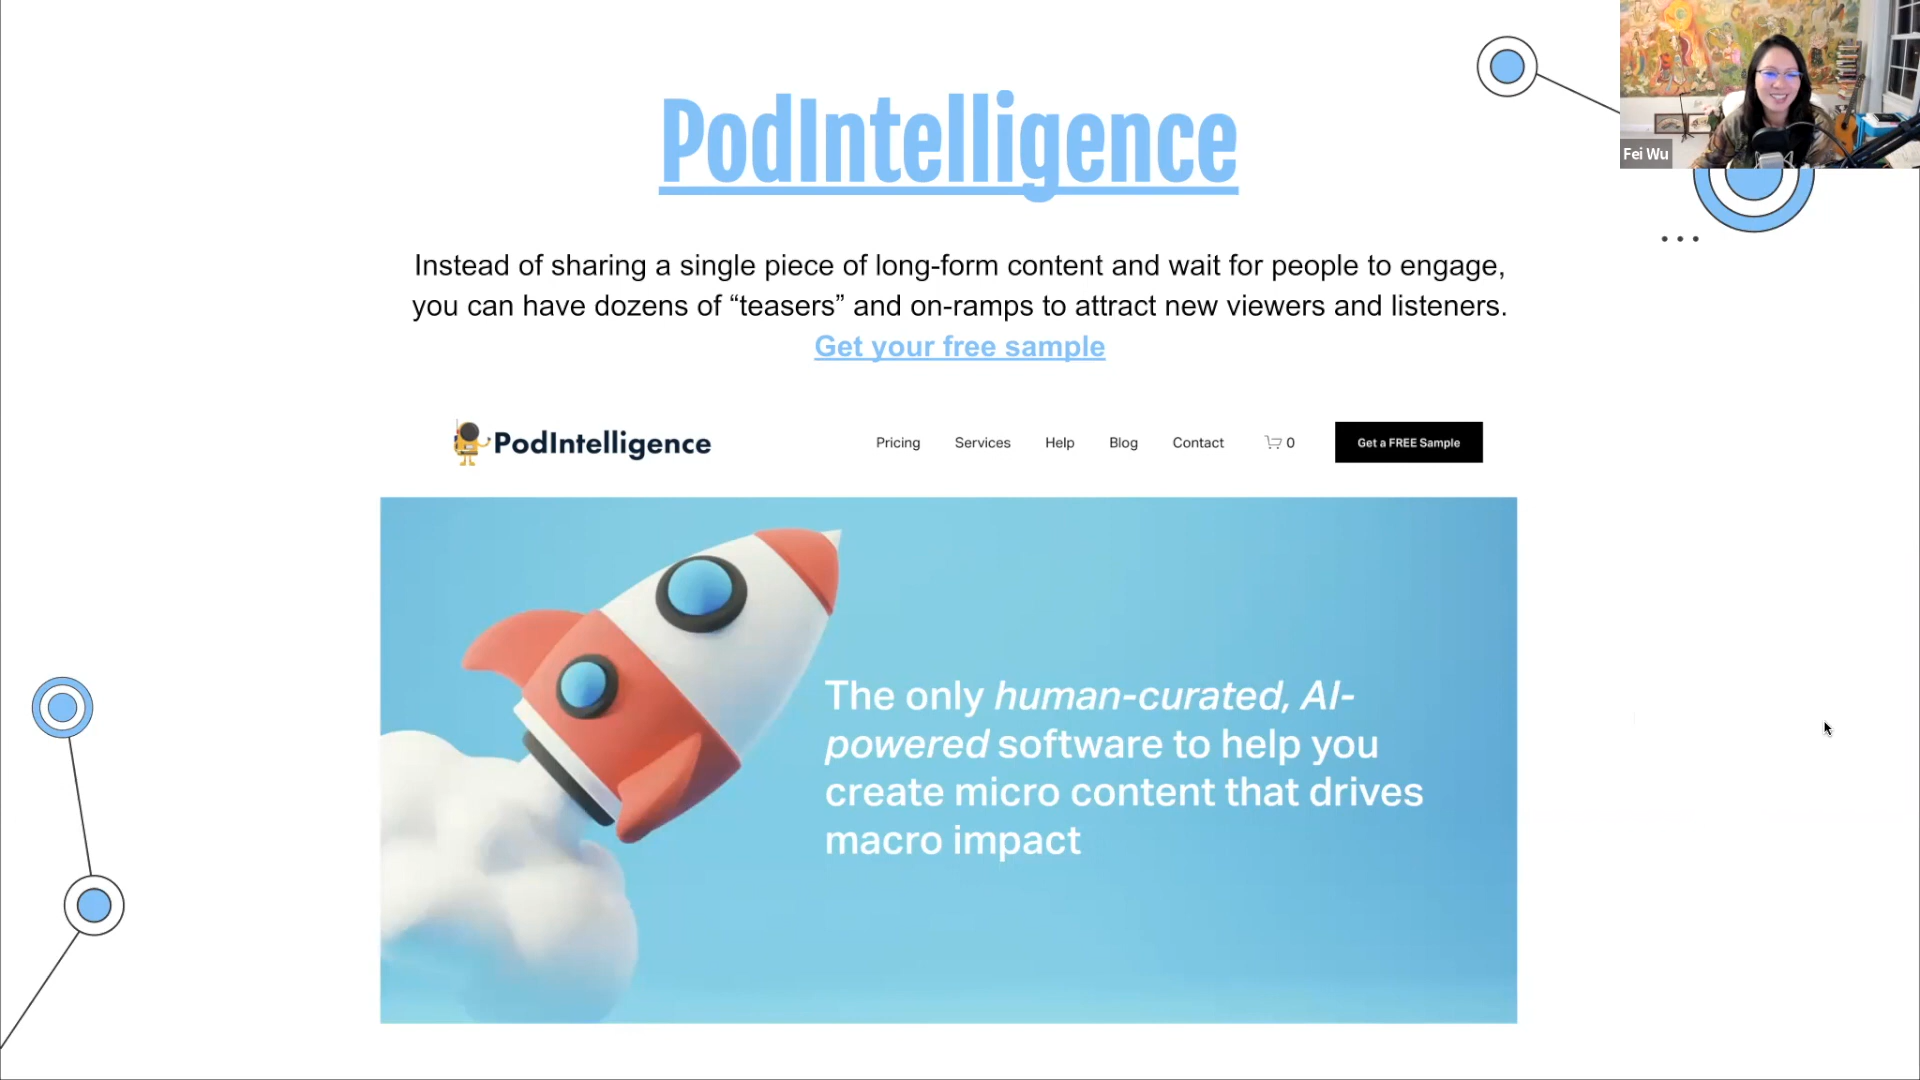 PodIntelligence
Fei Wu
Instead of sharing a single piece of long-form content and wait for people to engage,
you can have dozens of “teasers” and on-ramps to attract new viewers and listeners.
Get your free sample
PodIntelligence
Pricing Services Help Blog Contact 0 Get a FREE Sample
The only human-curated, AI-
powered software to help you
create micro content that drives
macro impact